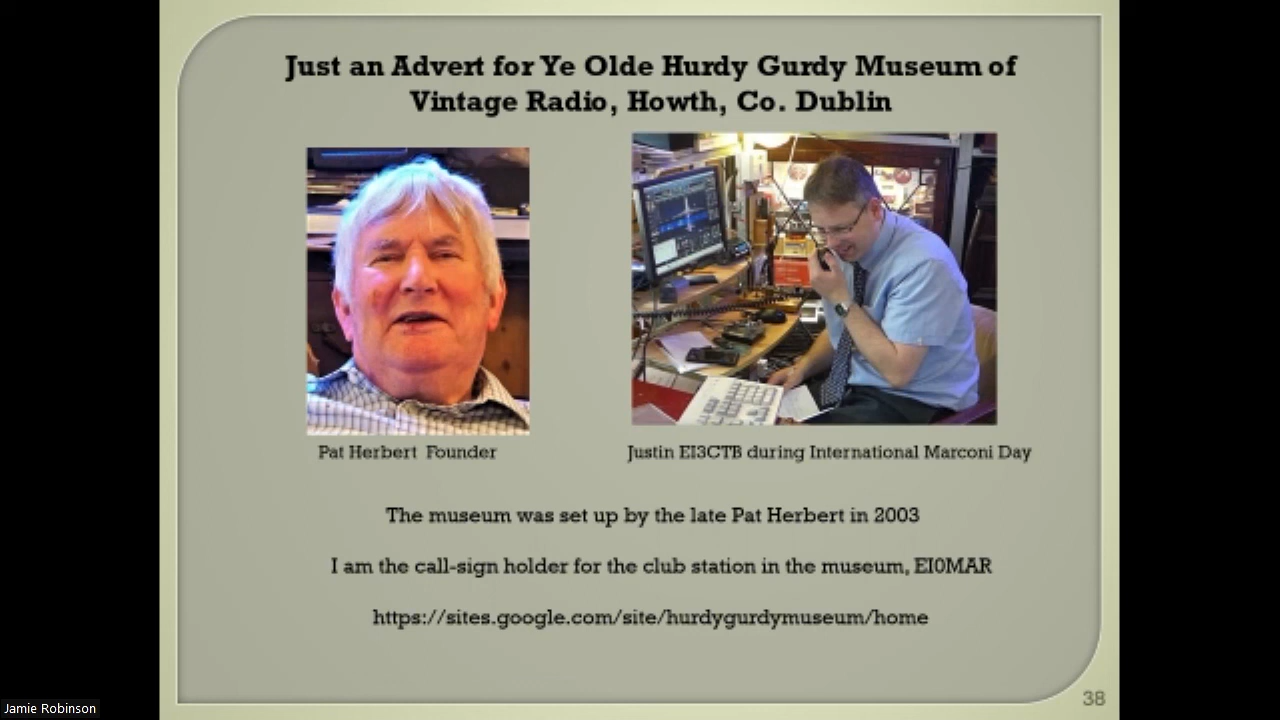 Just an Advert for Ye Olde Hurdy Gurdy Museum of
Vintage Radio, Howth, Co. Dublin
Pat Herbert Founder
Justin EI3CTB during International Marconi Day
The museum was set up by the late Pat Herbert in 2003
I am the call-sign holder for the club station in the museum, EI0MAR
https://sites.google.com/site/hurdygurdymuseum/home
38
Jamie Robinson